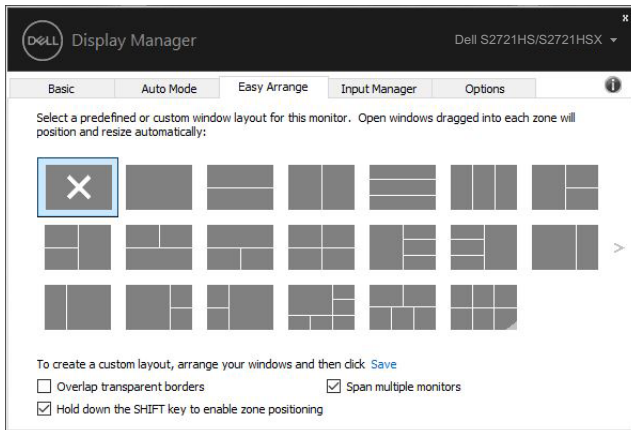 x
DELL Display Manager Dell S2721HS/S2721HSX
Basic Auto Mode Easy Arrange Input Manager Options i
Select a predefined or custom window layout for this monitor. Open windows dragged into each zone will
position and resize automatically:
>
To create a custom layout, arrange your windows and then click Save
Overlap transparent borders Span multiple monitors
Hold down the SHIFT key to enable zone positioning